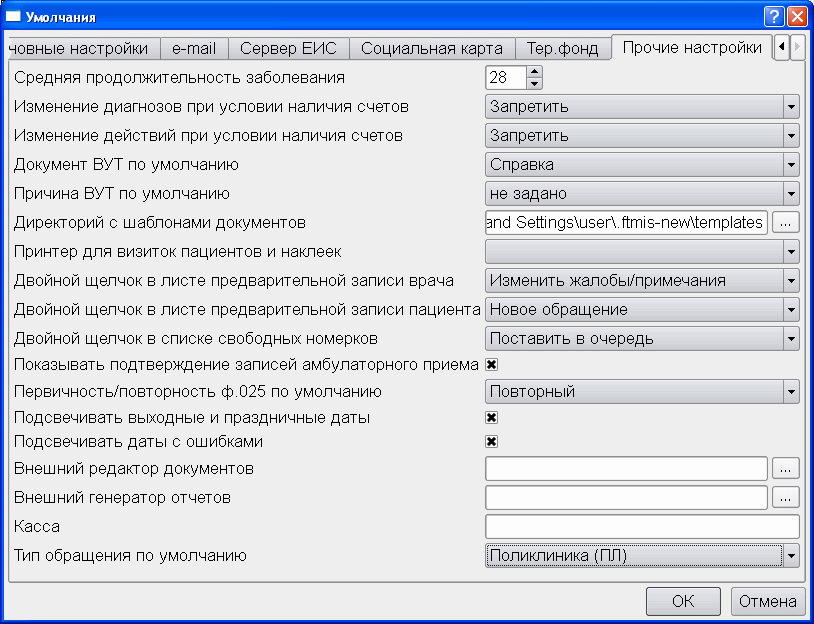 Умолчания
новные настройки e-mail Сервер ЕИС Социальная карта Тер.фонд Прочие настройки
Средняя продолжительность заболевания 28
Изменение диагнозов при условии наличия счетов Запретить
Изменение действий при условии наличия счетов Запретить
Документ ВУТ по умолчанию Справка
Причина ВУТ по умолчанию не задано
Директорий с шаблонами документов and Settings\user\.ftmis-new\templates ...
Принтер для визиток пациентов и наклеек
Двойной щелчок в листе предварительной записи врача Изменить жалобы/примечания
Двойной щелчок в листе предварительной записи пациента Новое обращение
Двойной щелчок в списке свободных номерков Поставить в очередь
Показывать подтверждение записей амбулаторного приема
Первичность/повторность ф.025 по умолчанию Повторный
Подсвечивать выходные и праздничные даты
Подсвечивать даты с ошибками
Внешний редактор документов ...
Внешний генератор отчетов ...
Касса
Тип обращения по умолчанию Поликлиника (ПЛ)
ОК Отмена